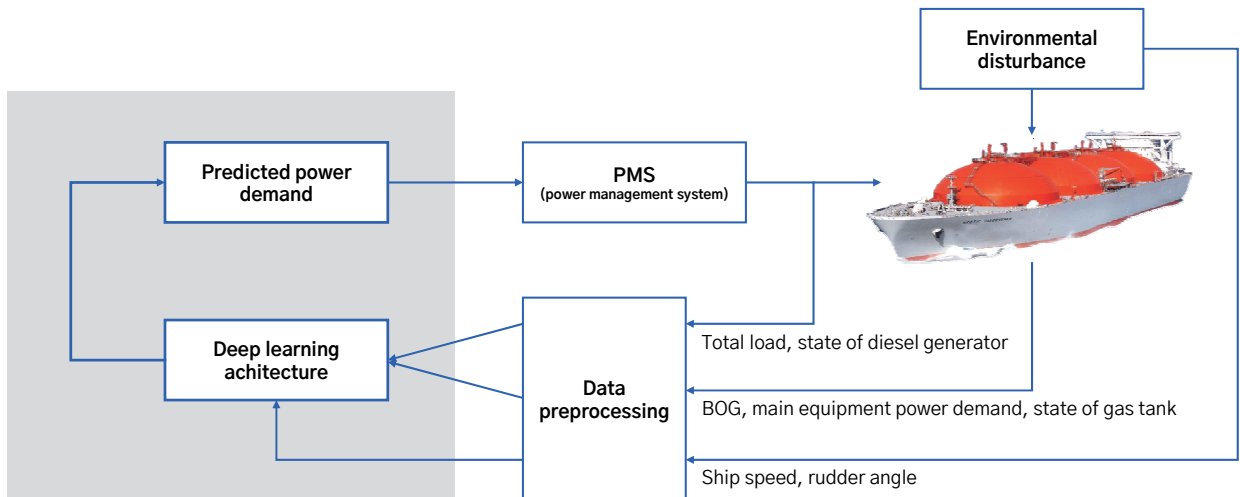 Environmental
disturbance
Predicted power
demand
PMS
(power management system)
Total load, state of diesel generator
Deep learning
achitecture
Data
preprocessing
BOG, main equipment power demand, state of gas tank
Ship speed, rudder angle